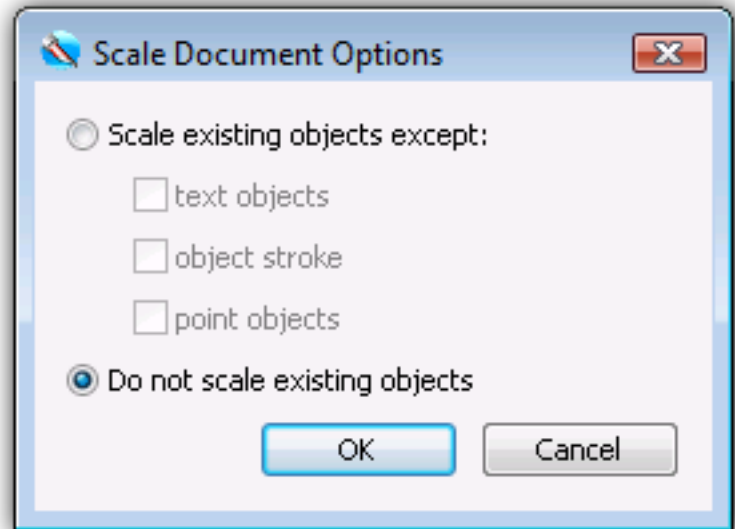 Scale Document Options
Scale existing objects except:
text objects
object stroke
point objects
Do not scale existing objects
OK Cancel